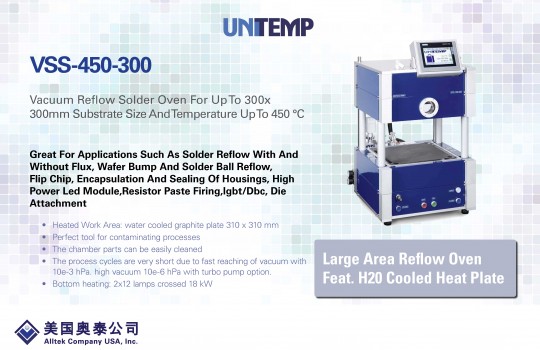 UNITEMP
VSS-450-300
Vacuum Reflow Solder Oven For Up To 300x
300mm Substrate Size And Temperature Up To 450 °C
Great For Applications Such As Solder Reflow With And
Without Flux, Wafer Bump And Solder Ball Reflow,
Flip Chip, Encapsulation And Sealing Of Housings, High
Power Led Module,Resistor Paste Firing,Igbt/Dbc, Die
Attachment
• Heated Work Area: water cooled graphite plate 310 x 310 mm
• Perfect tool for contaminating processes
• The chamber parts can be easily cleaned
• The process cycles are very short due to fast reaching of vacuum with
10e-3 hPa. high vacuum 10e-6 hPa with turbo pump option.
• Bottom heating: 2x12 lamps crossed 18 kW
Large Area Reflow Oven
Feat. H20 Cooled Heat Plate
美国奥泰公司
Alltek Company USA, Inc.